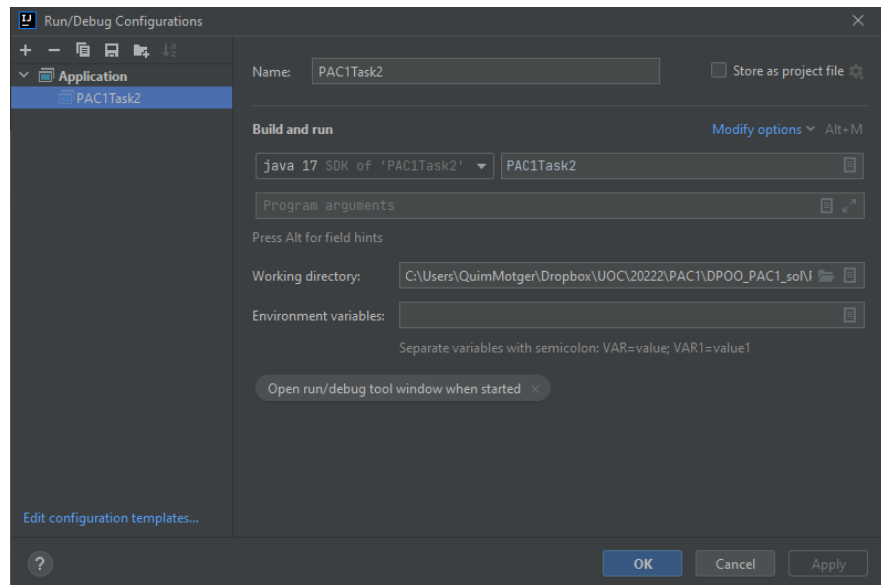 Run/Debug Configurations
Application
PAC1Task2
Name: PAC1Task2 Store as project file
Build and run Modify options Alt+M
java 17 SDK of 'PAC1Task2' PAC1Task2
Program arguments
Press Alt for field hints
Working directory: C:\Users\QuimMotger\Dropbox\UOC\20222\PAC1\DPOO_PAC1_sol\
Environment variables:
Separate variables with semicolon: VAR=value; VAR1=value1
Open run/debug tool window when started
Edit configuration templates...
? OK Cancel Apply